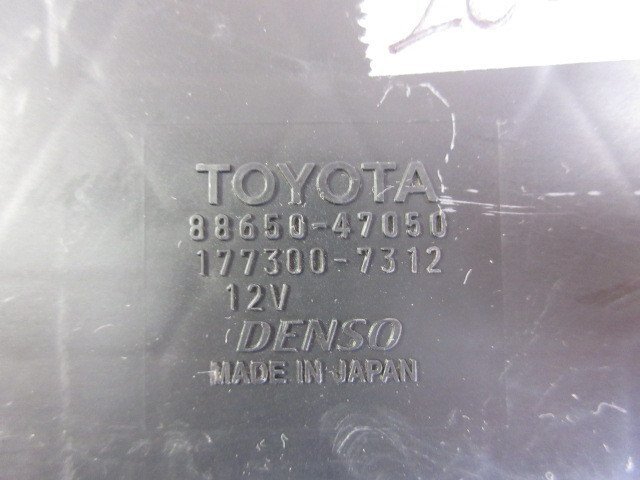 TOYOTA
88650-47050
177300-7312
12V
DENSO
MADE IN JAPAN